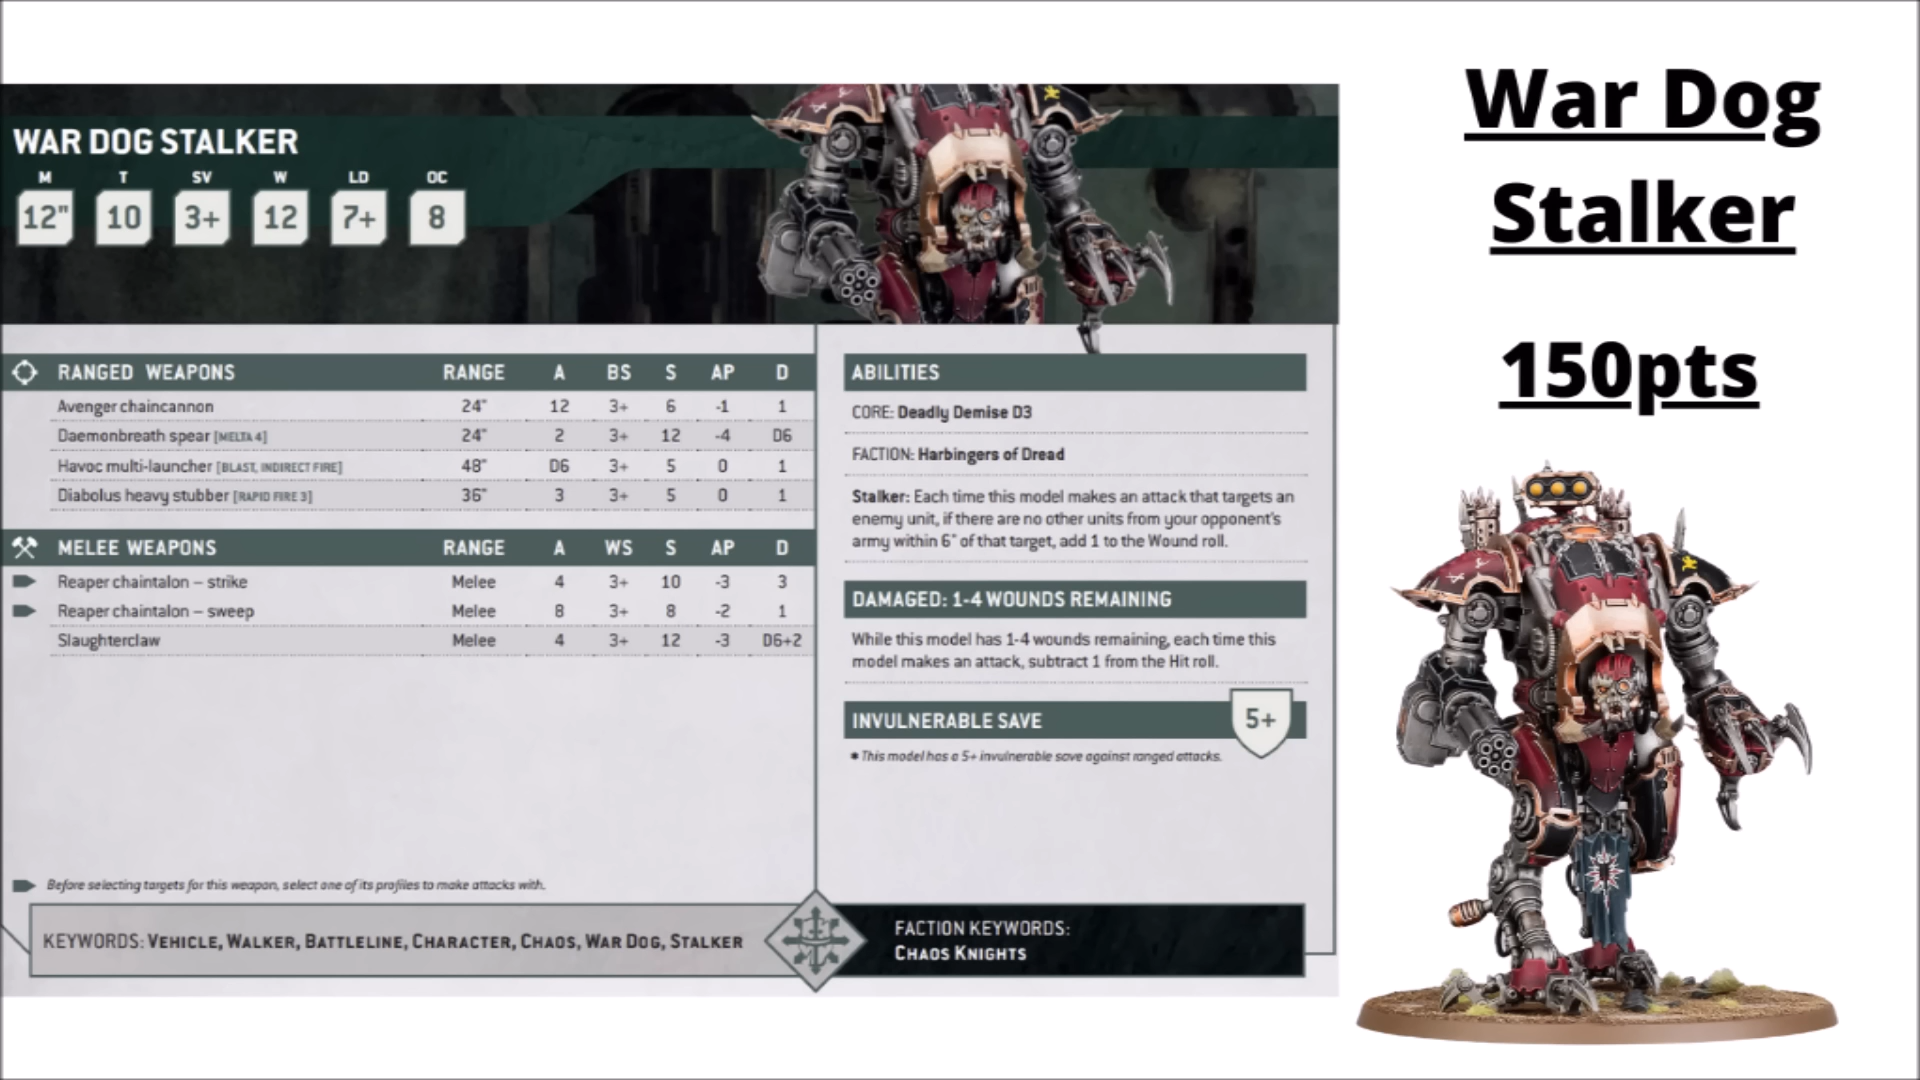 WAR DOG STALKER
M T SV W LD OC
12" 10 3+ 12 7+ 8
RANGED WEAPONS RANGE A BS S AP D
Avenger chaincannon 24" 12 3+ 6 -1 1
Daemonbreath spear [MELTA 4] 24" 2 3+ 12 -4 D6
Havoc multi-launcher [BLAST, INDIRECT FIRE] 48" D6 3+ 5 0 1
Diabolus heavy stubber [RAPID FIRE 3] 36" 3 3+ 5 0 1
MELEE WEAPONS RANGE A WS S AP D
Reaper chaintalon – strike Melee 4 3+ 10 -3 3
Reaper chaintalon – sweep Melee 8 3+ 8 -2 1
Slaughterclaw Melee 4 3+ 12 -3 D6+2
Before selecting targets for this weapon, select one of its profiles to make attacks with.
KEYWORDS: VEHICLE, WALKER, BATTLELINE, CHARACTER, CHAOS, WAR DOG, STALKER
ABILITIES
CORE: Deadly Demise D3
FACTION: Harbingers of Dread
Stalker: Each time this model makes an attack that targets an
enemy unit, if there are no other units from your opponent's
army within 6" of that target, add 1 to the Wound roll.
DAMAGED: 1-4 WOUNDS REMAINING
While this model has 1-4 wounds remaining, each time this
model makes an attack, subtract 1 from the Hit roll.
INVULNERABLE SAVE 5+
* This model has a 5+ invulnerable save against ranged attacks.
FACTION KEYWORDS:
CHAOS KNIGHTS
War Dog
Stalker
150pts